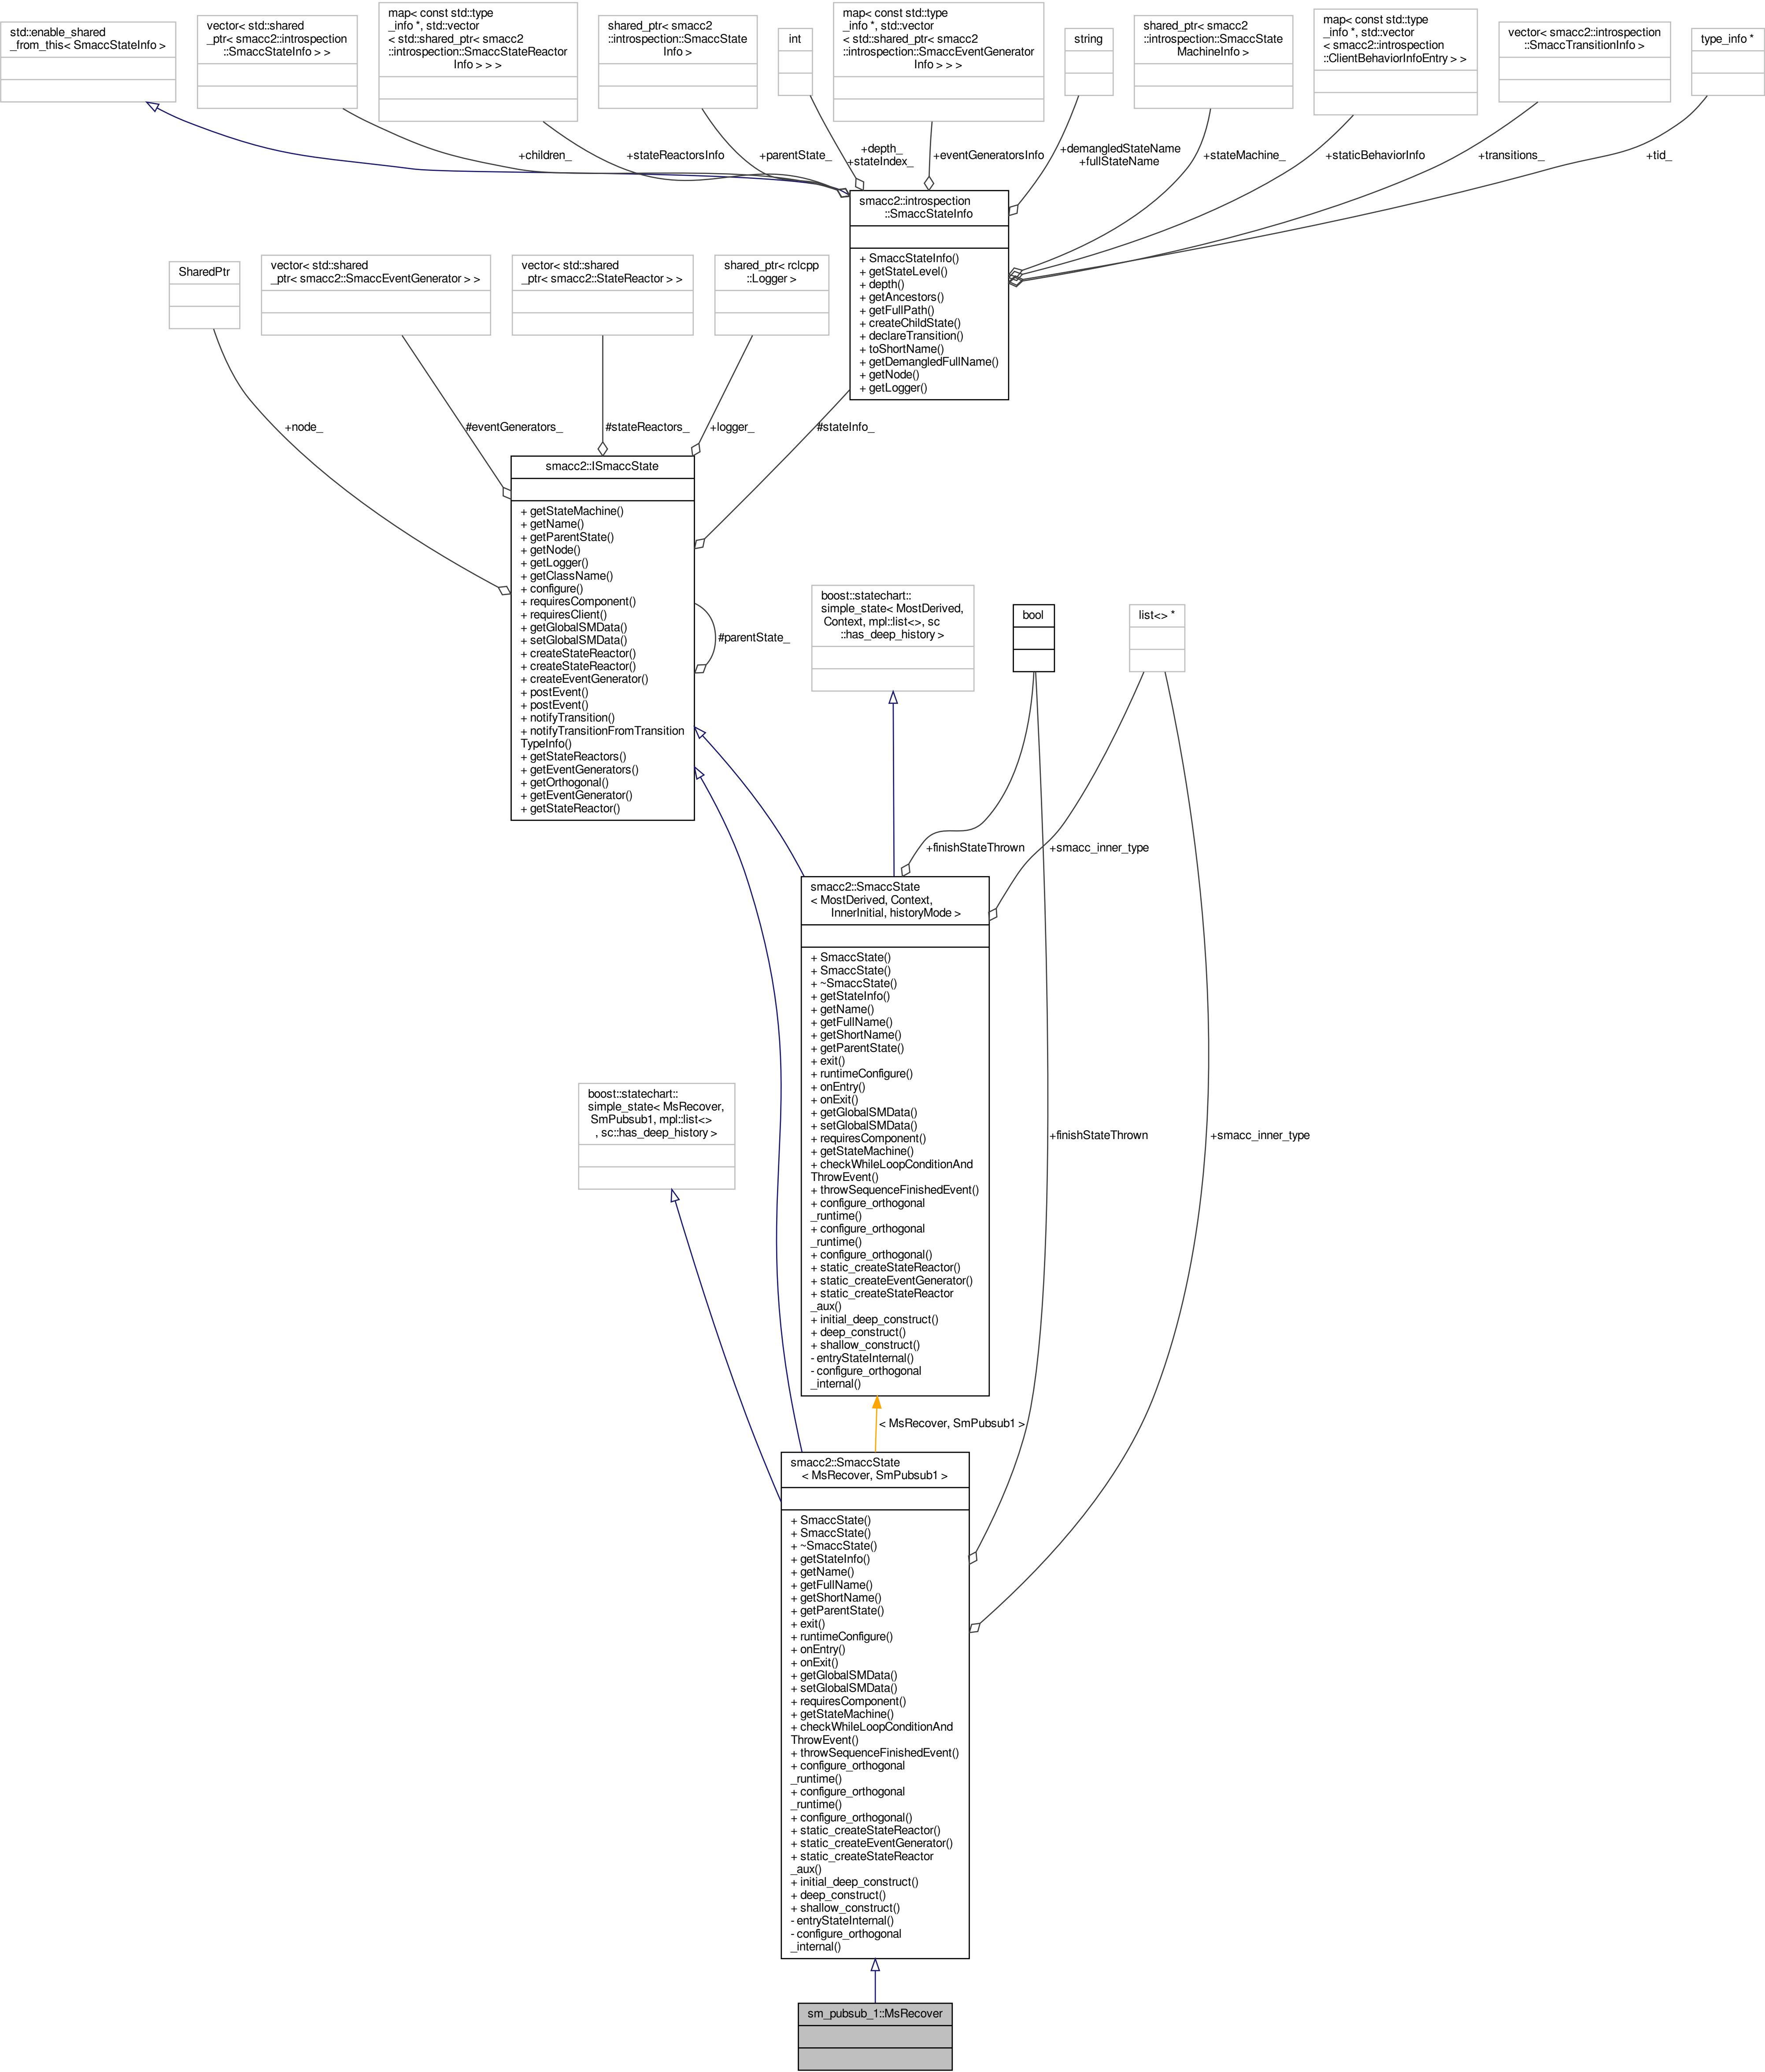 std::enable_shared
_from_this< SmaccStateInfo >
vector< std::shared
_ptr< smacc2::introspection
::SmaccStateInfo > >
map< const std::type
_info *, std::vector
< std::shared_ptr< smacc2
::introspection::SmaccStateReactor
Info > > >
shared_ptr< smacc2
::introspection::SmaccState
Info >
int
map< const std::type
_info *, std::vector
< std::shared_ptr< smacc2
::introspection::SmaccEventGenerator
Info > > >
string
shared_ptr< smacc2
::introspection::SmaccState
MachineInfo >
map< const std::type
_info *, std::vector
< smacc2::introspection
::ClientBehaviorInfoEntry > >
vector< smacc2::introspection
::SmaccTransitionInfo >
type_info *
+children_
+stateReactorsInfo
+parentState_
+depth_
+stateIndex_
+eventGeneratorsInfo
+demangledStateName
+fullStateName
+stateMachine_
+staticBehaviorInfo
+transitions_
+tid_
smacc2::introspection
::SmaccStateInfo
+ SmaccStateInfo()
+ getStateLevel()
+ depth()
+ getAncestors()
+ getFullPath()
+ createChildState()
+ declareTransition()
+ toShortName()
+ getDemangledFullName()
+ getNode()
+ getLogger()
SharedPtr
vector< std::shared
_ptr< smacc2::SmaccEventGenerator > >
vector< std::shared
_ptr< smacc2::StateReactor > >
shared_ptr< rclcpp
::Logger >
+node_
#eventGenerators_
#stateReactors_
+logger_
#stateInfo_
smacc2::ISmaccState
+ getStateMachine()
+ getName()
+ getParentState()
+ getNode()
+ getLogger()
+ getClassName()
+ configure()
+ requiresComponent()
+ requiresClient()
+ getGlobalSMData()
+ setGlobalSMData()
+ createStateReactor()
+ createStateReactor()
+ createEventGenerator()
+ postEvent()
+ postEvent()
+ notifyTransition()
+ notifyTransitionFromTransition
TypeInfo()
+ getStateReactors()
+ getEventGenerators()
+ getOrthogonal()
+ getEventGenerator()
+ getStateReactor()
#parentState_
boost::statechart::
simple_state< MostDerived,
Context, mpl::list<>, sc
::has_deep_history >
bool
list<> *
+finishStateThrown
+smacc_inner_type
smacc2::SmaccState
< MostDerived, Context,
InnerInitial, historyMode >
+ SmaccState()
+ SmaccState()
+ ~SmaccState()
+ getStateInfo()
+ getName()
+ getFullName()
+ getShortName()
+ getParentState()
+ exit()
+ runtimeConfigure()
+ onEntry()
+ onExit()
+ getGlobalSMData()
+ setGlobalSMData()
+ requiresComponent()
+ getStateMachine()
+ checkWhileLoopConditionAnd
ThrowEvent()
+ throwSequenceFinishedEvent()
+ configure_orthogonal
_runtime()
+ configure_orthogonal
_runtime()
+ configure_orthogonal()
+ static_createStateReactor()
+ static_createEventGenerator()
+ static_createStateReactor
_aux()
+ initial_deep_construct()
+ deep_construct()
+ shallow_construct()
- entryStateInternal()
- configure_orthogonal
_internal()
boost::statechart::
simple_state< MsRecover,
SmPubsub1, mpl::list<>
, sc::has_deep_history >
+finishStateThrown
+smacc_inner_type
< MsRecover, SmPubsub1 >
smacc2::SmaccState
< MsRecover, SmPubsub1 >
+ SmaccState()
+ SmaccState()
+ ~SmaccState()
+ getStateInfo()
+ getName()
+ getFullName()
+ getShortName()
+ getParentState()
+ exit()
+ runtimeConfigure()
+ onEntry()
+ onExit()
+ getGlobalSMData()
+ setGlobalSMData()
+ requiresComponent()
+ getStateMachine()
+ checkWhileLoopConditionAnd
ThrowEvent()
+ throwSequenceFinishedEvent()
+ configure_orthogonal
_runtime()
+ configure_orthogonal
_runtime()
+ configure_orthogonal()
+ static_createStateReactor()
+ static_createEventGenerator()
+ static_createStateReactor
_aux()
+ initial_deep_construct()
+ deep_construct()
+ shallow_construct()
- entryStateInternal()
- configure_orthogonal
_internal()
sm_pubsub_1::MsRecover